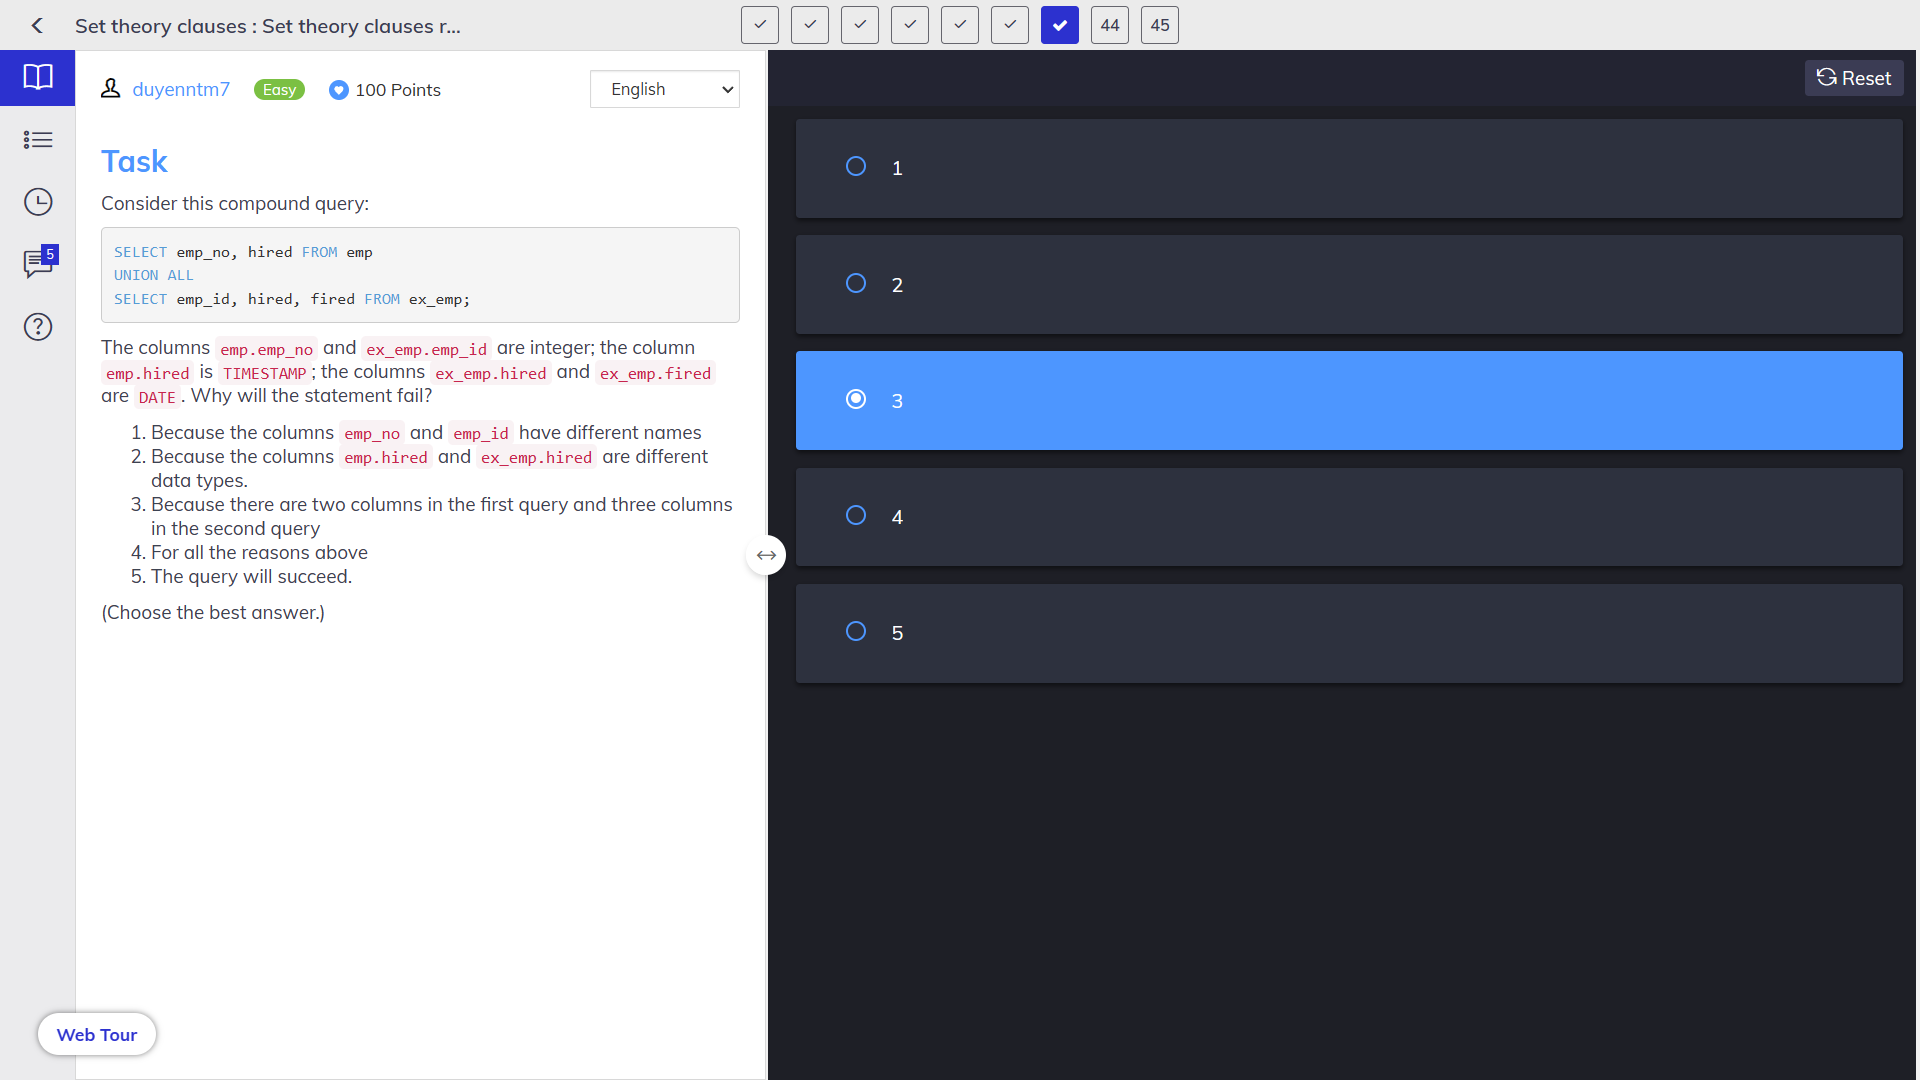 Set theory clauses : Set theory clauses r...
44
45
duyenntm7
Easy
100 Points
English
Reset
Task
Consider this compound query:
SELECT emp_no, hired FROM emp
UNION ALL
SELECT emp_id, hired, fired FROM ex_emp;
The columns emp.emp_no and ex_emp.emp_id are integer; the column
emp.hired is TIMESTAMP ; the columns ex_emp.hired and ex_emp.fired
are DATE . Why will the statement fail?
1. Because the columns emp_no and emp_id have different names
2. Because the columns emp.hired and ex_emp.hired are different
data types.
3. Because there are two columns in the first query and three columns
in the second query
4. For all the reasons above
5. The query will succeed.
(Choose the best answer.)
1
2
3
4
5
5
Web Tour